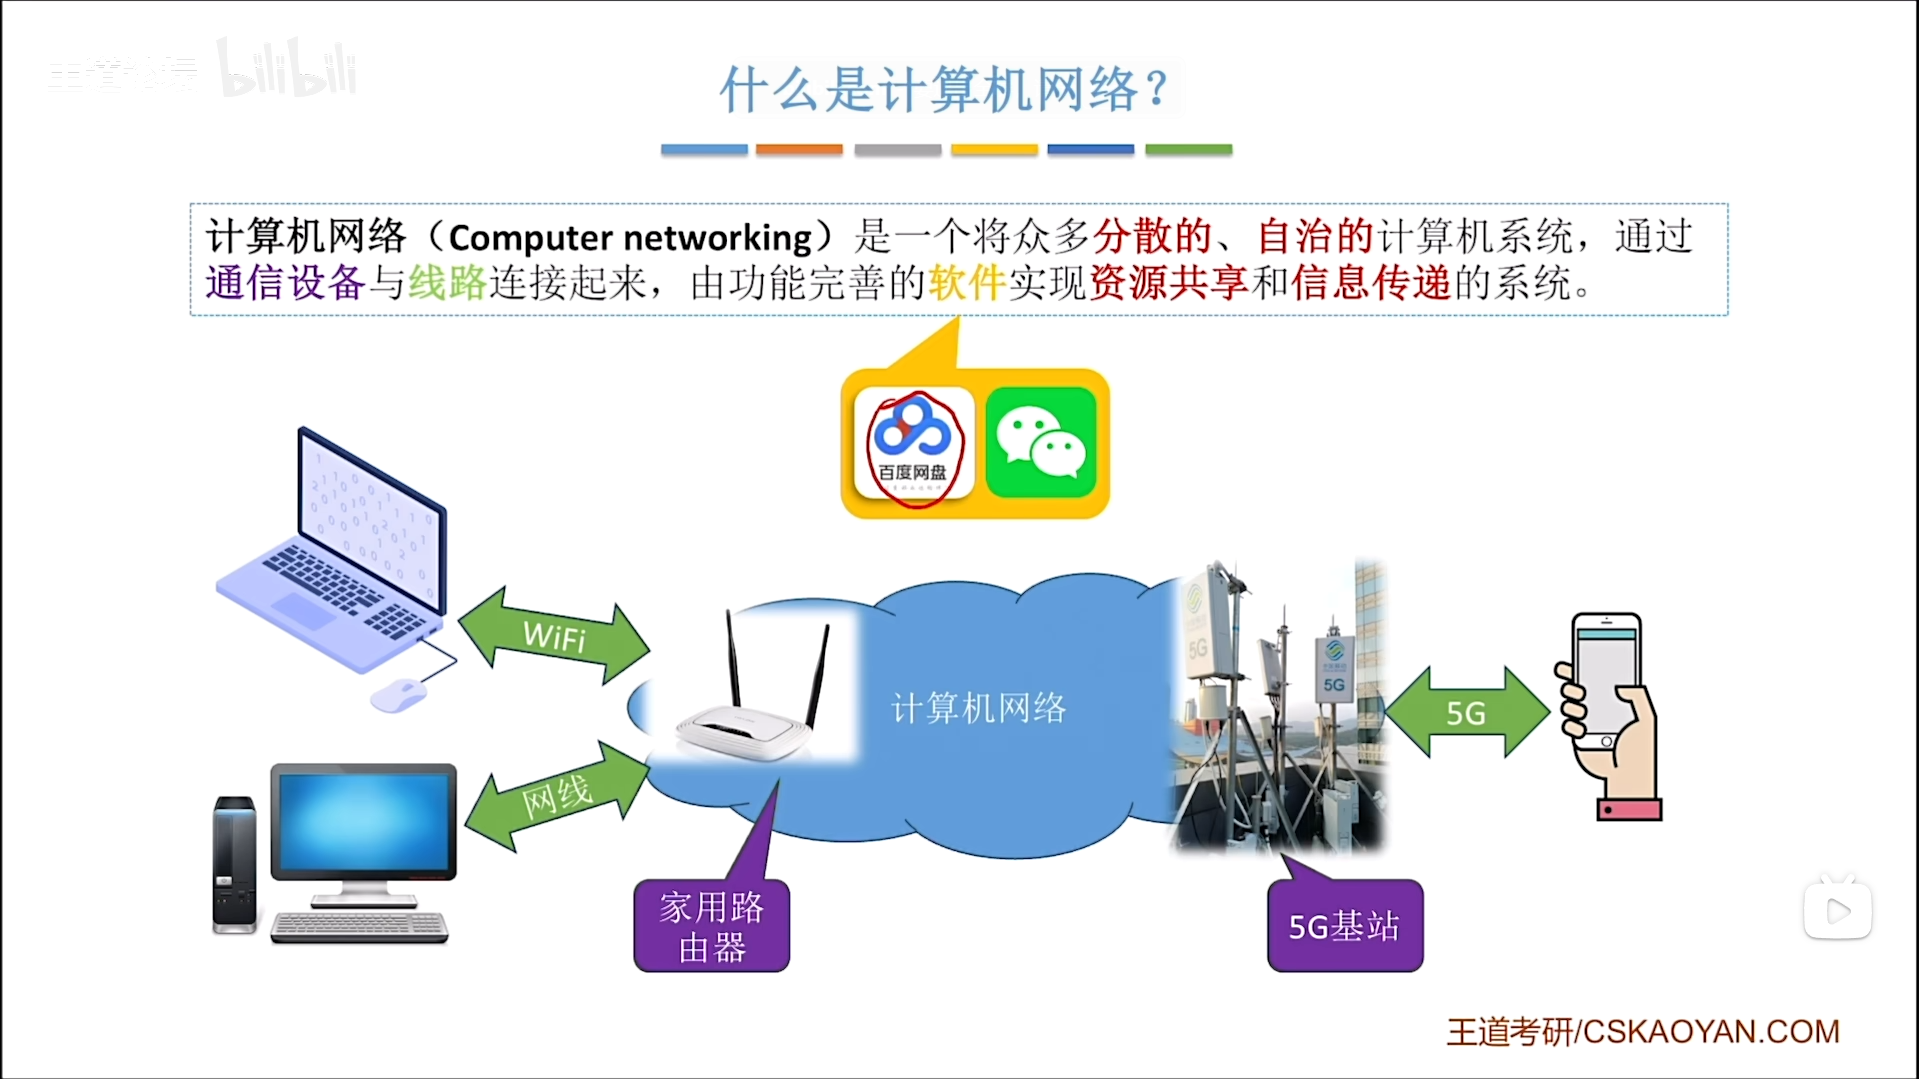 王道论坛 bilibili
什么是计算机网络？
计算机网络（Computer networking）是一个将众多分散的、自治的计算机系统，通过
通信设备与线路连接起来，由功能完善的软件实现资源共享和信息传递的系统。
百度网盘
WiFi
计算机网络
5G
5G
5G
网线
家用路
由器
5G基站
王道考研/CSKAOYAN.COM